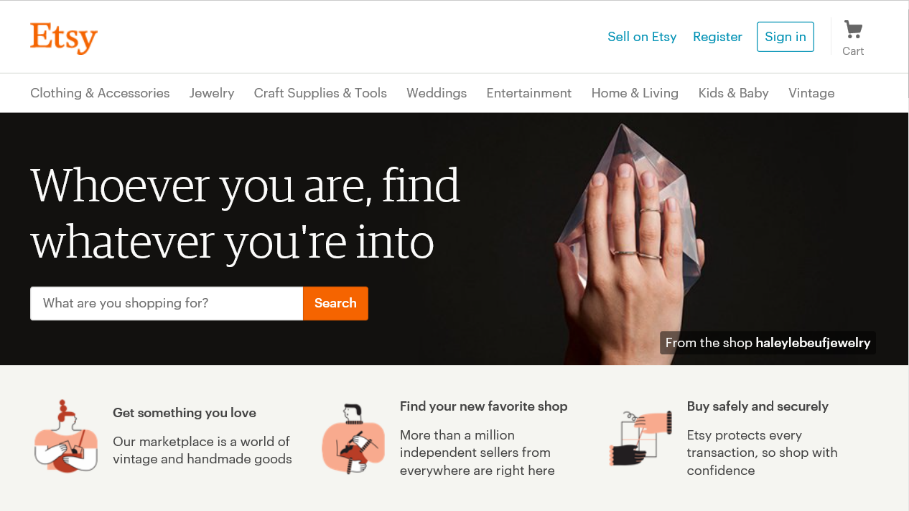 Etsy
Sell on Etsy
Register
Sign in
Cart
Clothing & Accessories
Jewelry
Craft Supplies & Tools
Weddings
Entertainment
Home & Living
Kids & Baby
Vintage
Whoever you are, find
whatever you're into
What are you shopping for?
Search
From the shop haleylebeufjewelry
Get something you love
Our marketplace is a world of
vintage and handmade goods
Find your new favorite shop
More than a million
independent sellers from
everywhere are right here
Buy safely and securely
Etsy protects every
transaction, so shop with
confidence